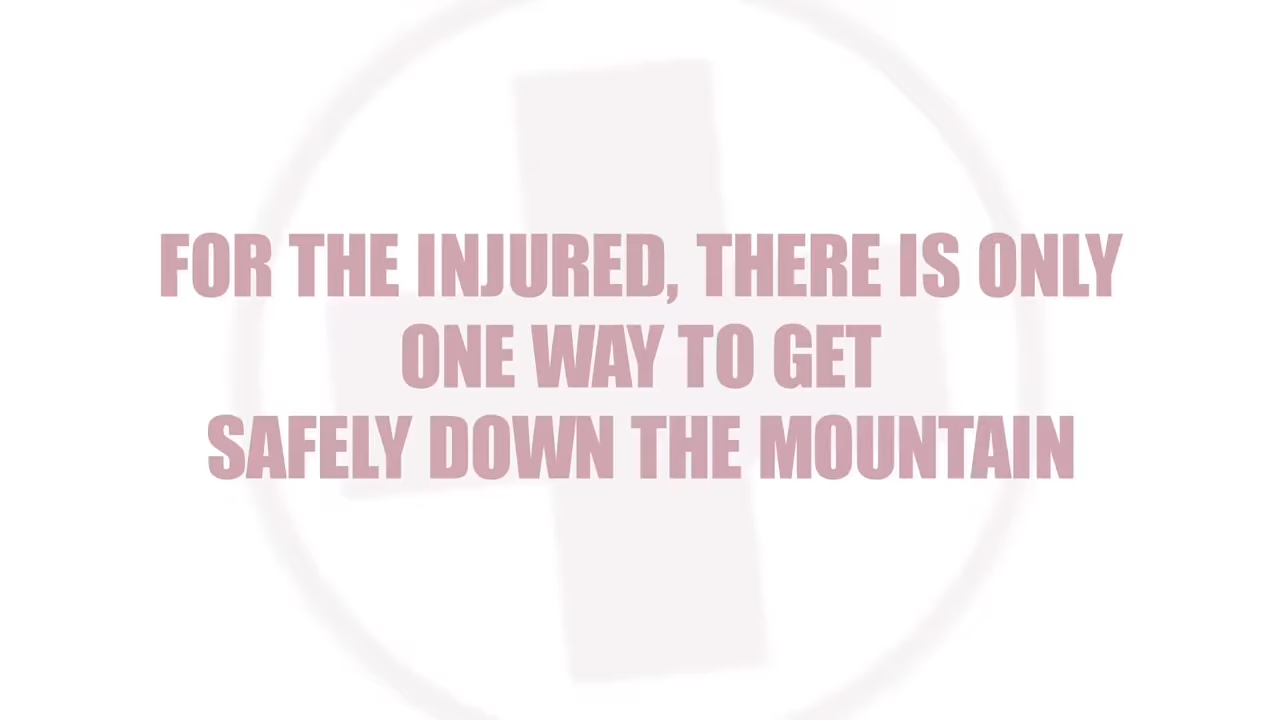 FOR THE INJURED, THERE IS ONLY
ONE WAY TO GET
SAFELY DOWN THE MOUNTAIN